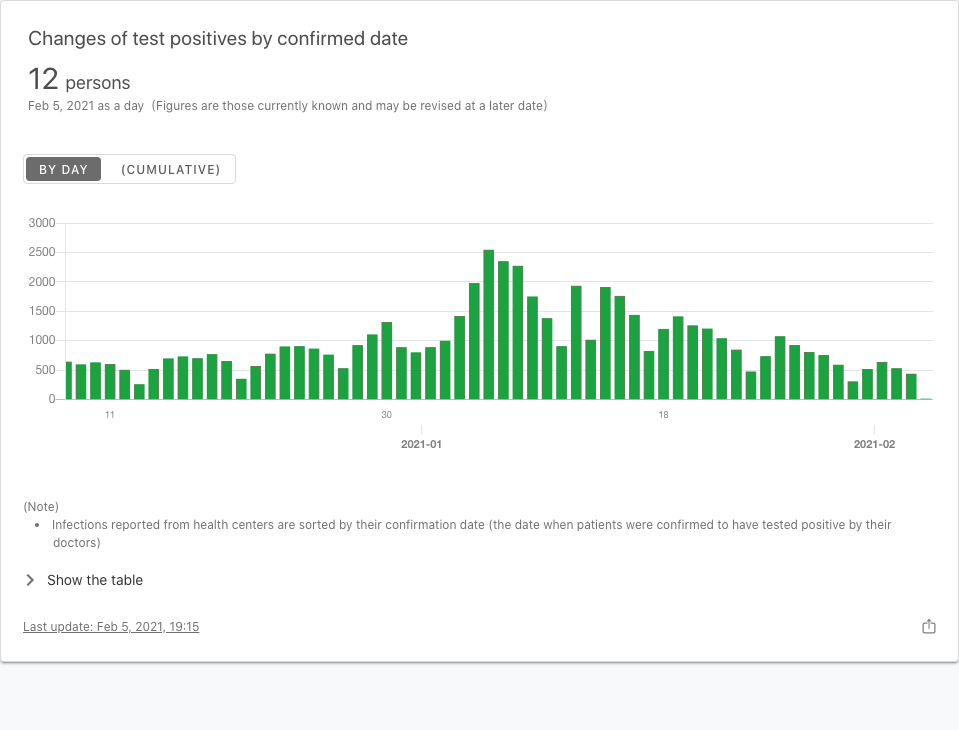 Changes of test positives by confirmed date
12 persons
Feb 5, 2021 as a day (Figures are those currently known and may be revised at a later date)
BY DAY (CUMULATIVE)
3000
2500
2000
1500
1000
500
0
11 30 18
2021-01 2021-02
(Note)
• Infections reported from health centers are sorted by their confirmation date (the date when patients were confirmed to have tested positive by their
doctors)
Show the table
Last update: Feb 5, 2021, 19:15